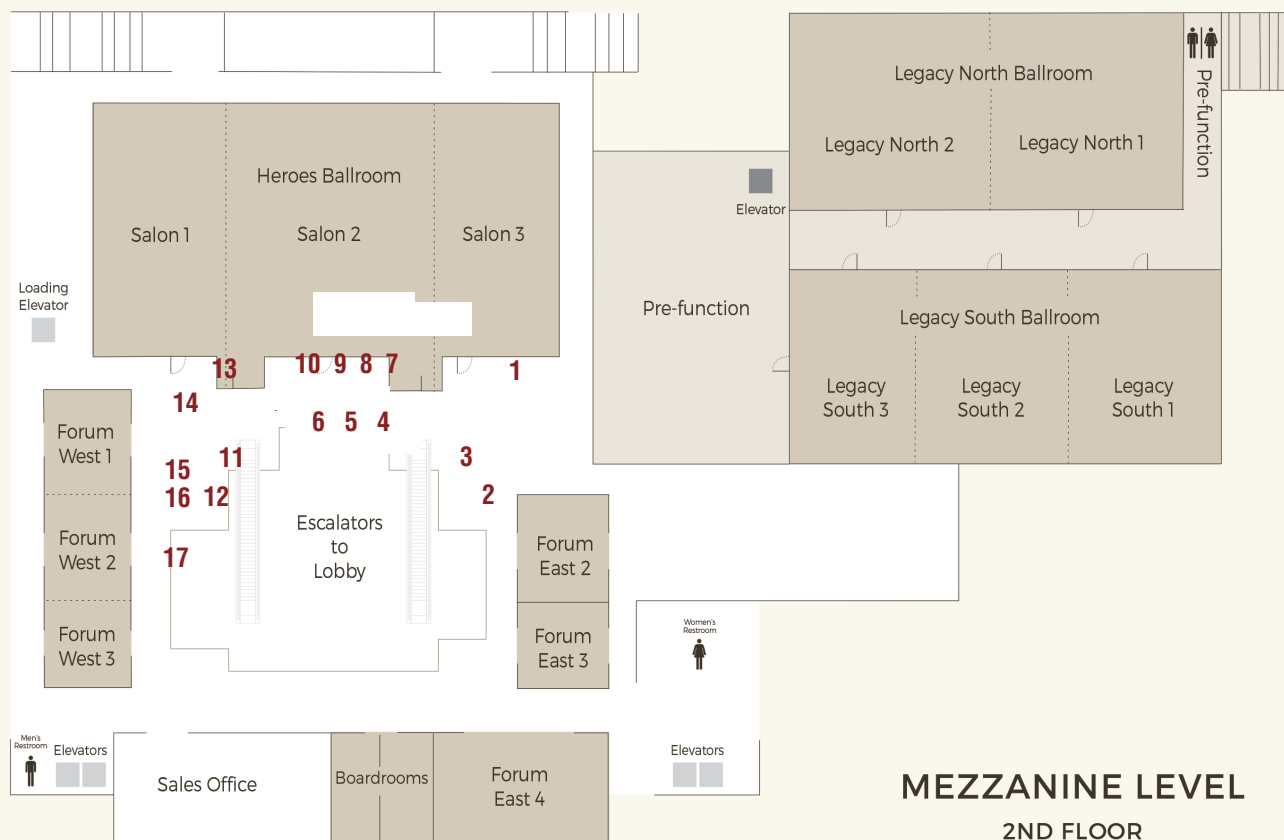 Legacy North Ballroom
Legacy North 2
Legacy North 1
Pre-function
Heroes Ballroom
Salon 1
Salon 2
Salon 3
Elevator
Loading
Elevator
Pre-function
Legacy South Ballroom
Legacy
South 3
Legacy
South 2
Legacy
South 1
13
10
9
8
7
1
14
6
5
4
11
3
15
16
12
2
17
Forum
West 1
Forum
West 2
Forum
West 3
Escalators
to
Lobby
Forum
East 2
Forum
East 3
Women's
Restroom
Men's
Restroom
Elevators
Sales Office
Boardrooms
Forum
East 4
Elevators
MEZZANINE LEVEL
2ND FLOOR